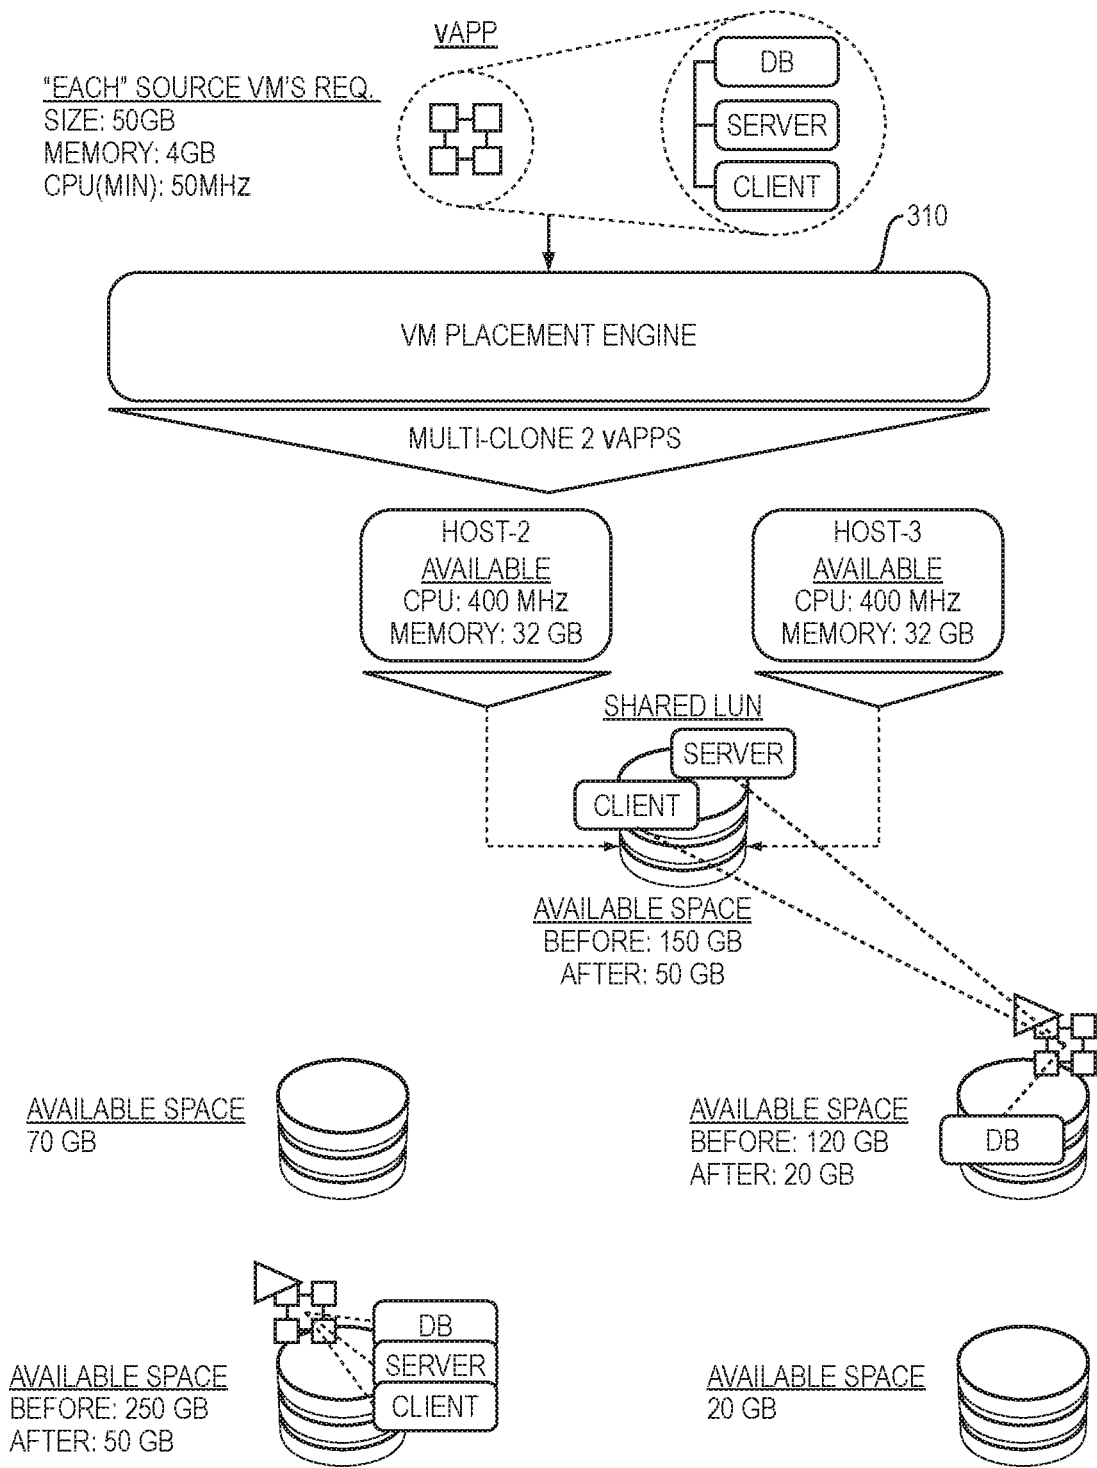 vAPP
"EACH" SOURCE VM'S REQ.
SIZE: 50GB
MEMORY: 4GB
CPU(MIN): 50MHz
DB
SERVER
CLIENT
310
VM PLACEMENT ENGINE
MULTI-CLONE 2 vAPPS
HOST-2
AVAILABLE
CPU: 400 MHz
MEMORY: 32 GB
HOST-3
AVAILABLE
CPU: 400 MHz
MEMORY: 32 GB
SHARED LUN
SERVER
CLIENT
AVAILABLE SPACE
BEFORE: 150 GB
AFTER: 50 GB
AVAILABLE SPACE
70 GB
AVAILABLE SPACE
BEFORE: 120 GB
AFTER: 20 GB
DB
AVAILABLE SPACE
BEFORE: 250 GB
AFTER: 50 GB
DB
SERVER
CLIENT
AVAILABLE SPACE
20 GB